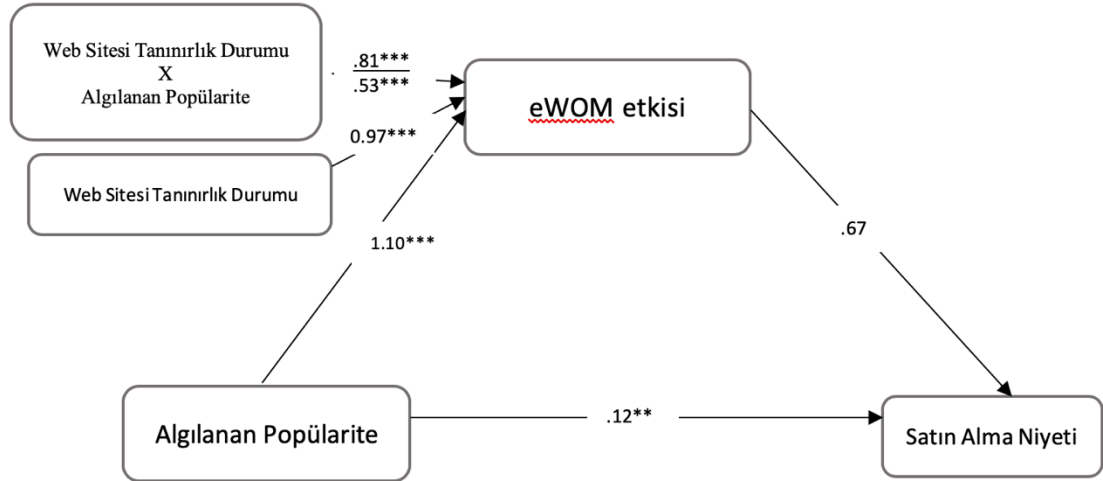 Web Sitesi Tanınırlık Durumu
X
Algılanan Popülarite
.81***
.53***
eWOM etkisi
0.97***
Web Sitesi Tanınırlık Durumu
1.10***
.67
Algılanan Popülarite
.12**
Satın Alma Niyeti